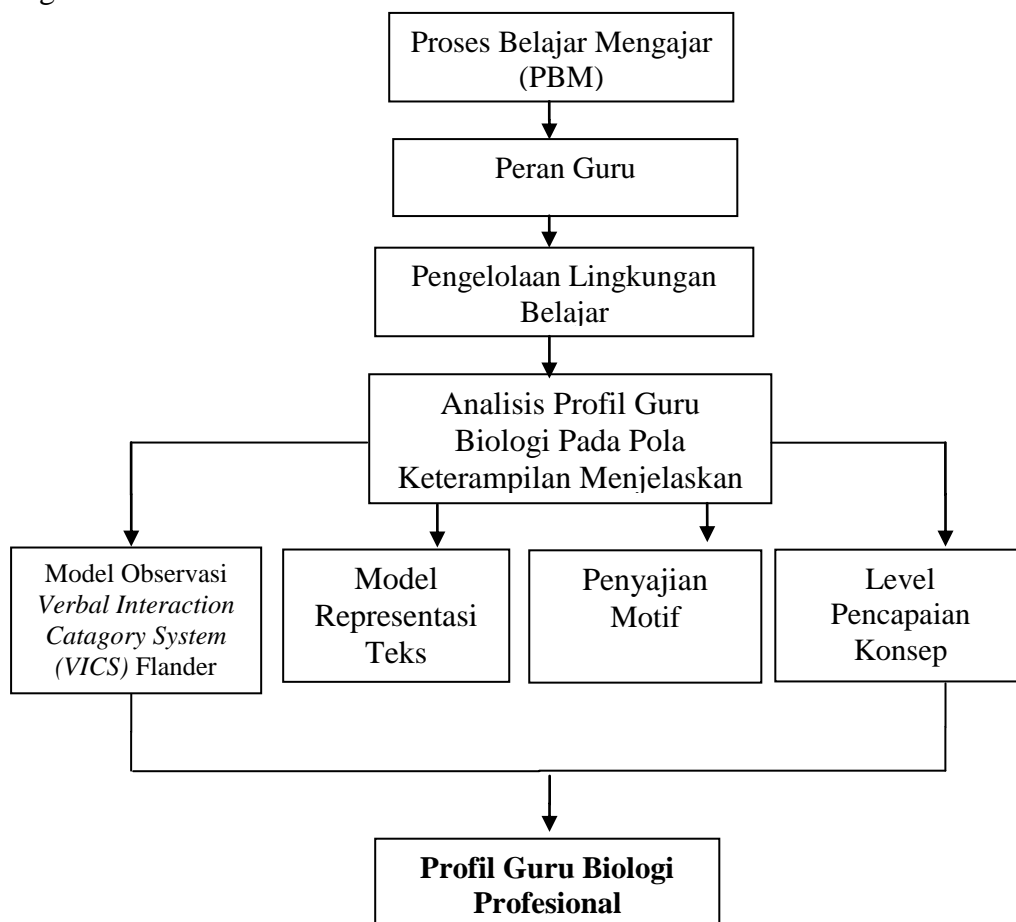 Proses Belajar Mengajar
(PBM)
Peran Guru
Pengelolaan Lingkungan
Belajar
Analisis Profil Guru
Biologi Pada Pola
Keterampilan Menjelaskan
Model Observasi
Verbal Interaction
Catagory System
(VICS) Flander
Model
Representasi
Teks
Penyajian
Motif
Level
Pencapaian
Konsep
Profil Guru Biologi
Profesional